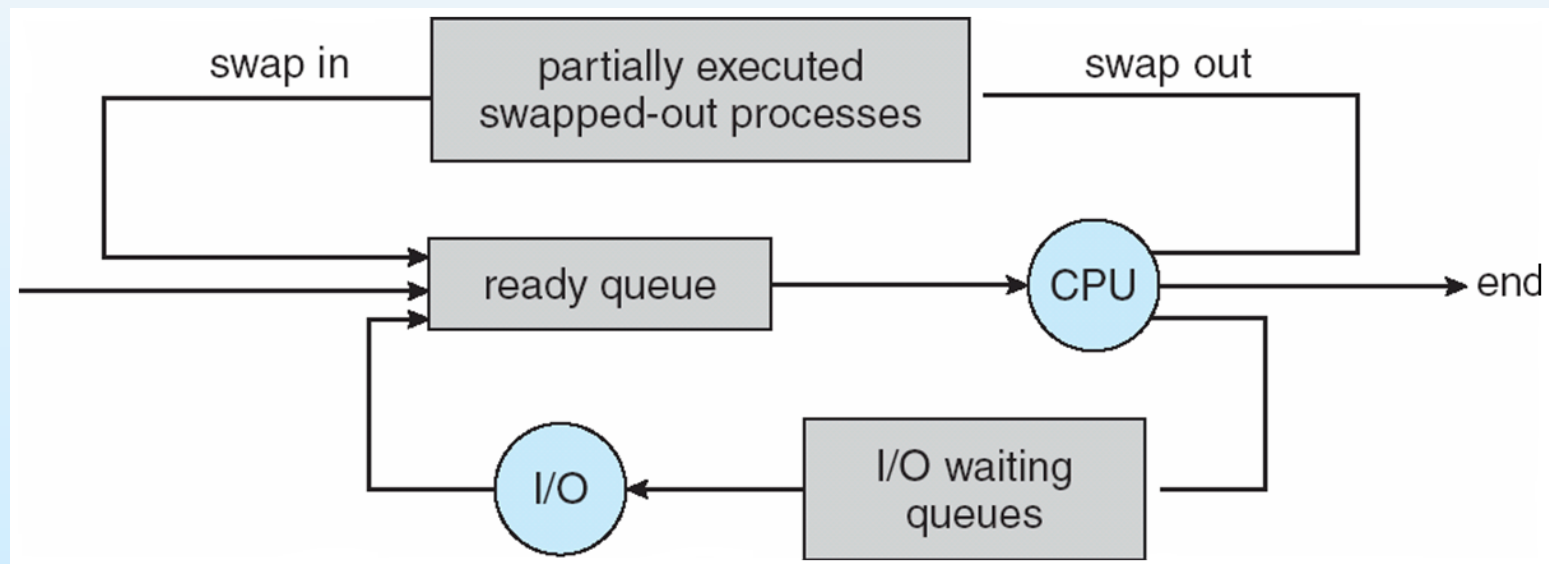 swap in
partially executed
swapped-out processes
swap out
ready queue
CPU
end
I/O
I/O waiting
queues